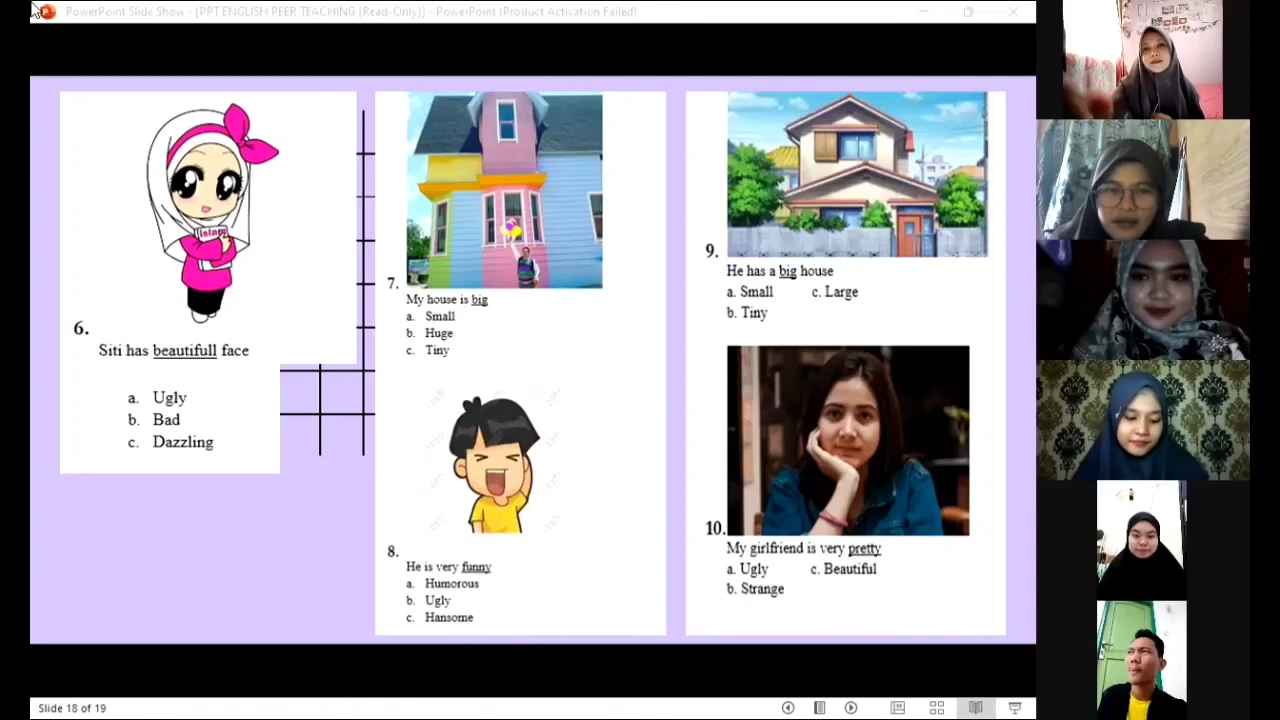 PowerPoint Slide Show - [PPT ENGLISH PEER TEACHING [Read-Only]] - PowerPoint (Product Activation Failed)
islam
6.
Siti has beautifull face
a. Ugly
b. Bad
c. Dazzling
7.
My house is big
a. Small
b. Huge
c. Tiny
8.
He is very funny
a. Humorous
b. Ugly
c. Hansome
9.
He has a big house
a. Small c. Large
b. Tiny
10.
My girlfriend is very pretty
a. Ugly c. Beautiful
b. Strange
Slide 18 of 19